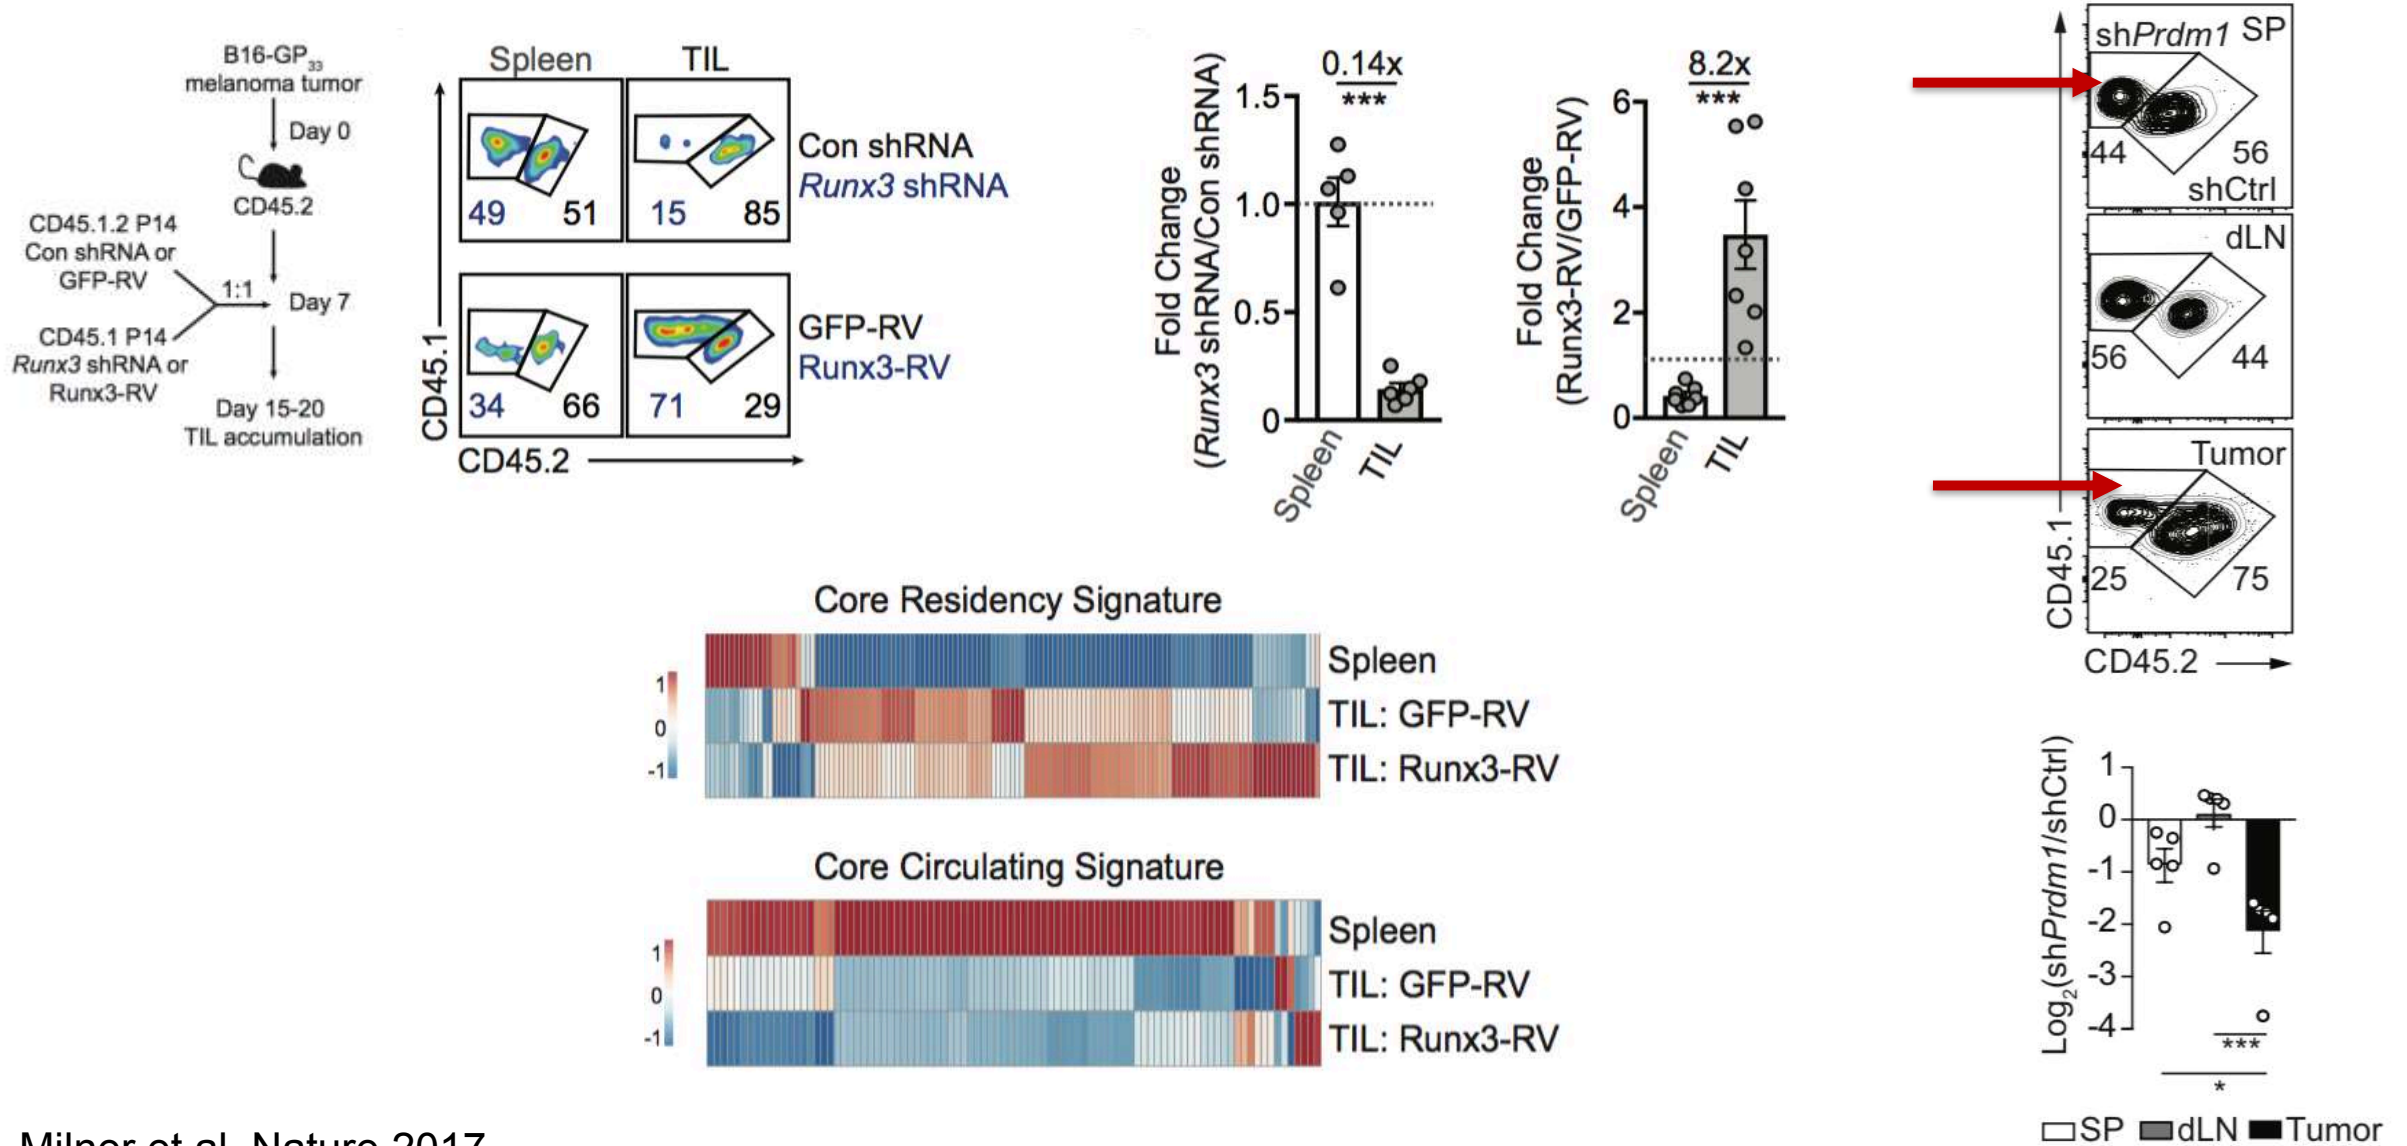 B16-GP33
melanoma tumor
Day 0
CD45.2
CD45.1.2 P14
Con shRNA or
GFP-RV
1:1
Day 7
CD45.1 P14
Runx3 shRNA or
Runx3-RV
Day 15-20
TIL accumulation
Spleen TIL
49 51 15 85
Con shRNA
Runx3 shRNA
34 66 71 29
GFP-RV
Runx3-RV
CD45.1
CD45.2
Fold Change
(Runx3 shRNA/Con shRNA)
0.14x
***
1.5
1.0
0.5
0
Spleen TIL
Fold Change
(Runx3-RV/GFP-RV)
8.2x
***
6
4
2
0
Spleen TIL
shPrdm1 SP
44 56
shCtrl
dLN
56 44
Tumor
25 75
CD45.1
CD45.2
Core Residency Signature
1
0
-1
Spleen
TIL: GFP-RV
TIL: Runx3-RV
Core Circulating Signature
1
0
-1
Spleen
TIL: GFP-RV
TIL: Runx3-RV
Log2(shPrdm1/shCtrl)
1
0
-1
-2
-3
-4
***
*
SP dLN Tumor
Milner et al. Nature 2017